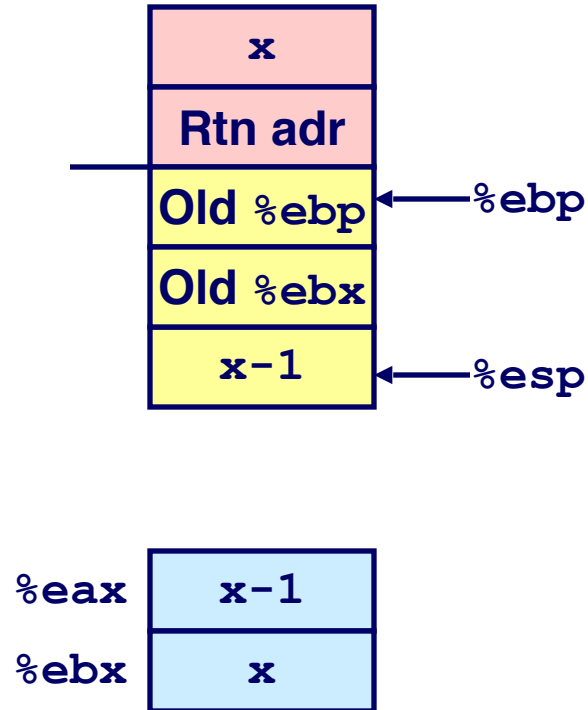 x
Rtn adr
Old %ebp
%ebp
Old %ebx
x-1
%esp
%eax x-1
%ebx x